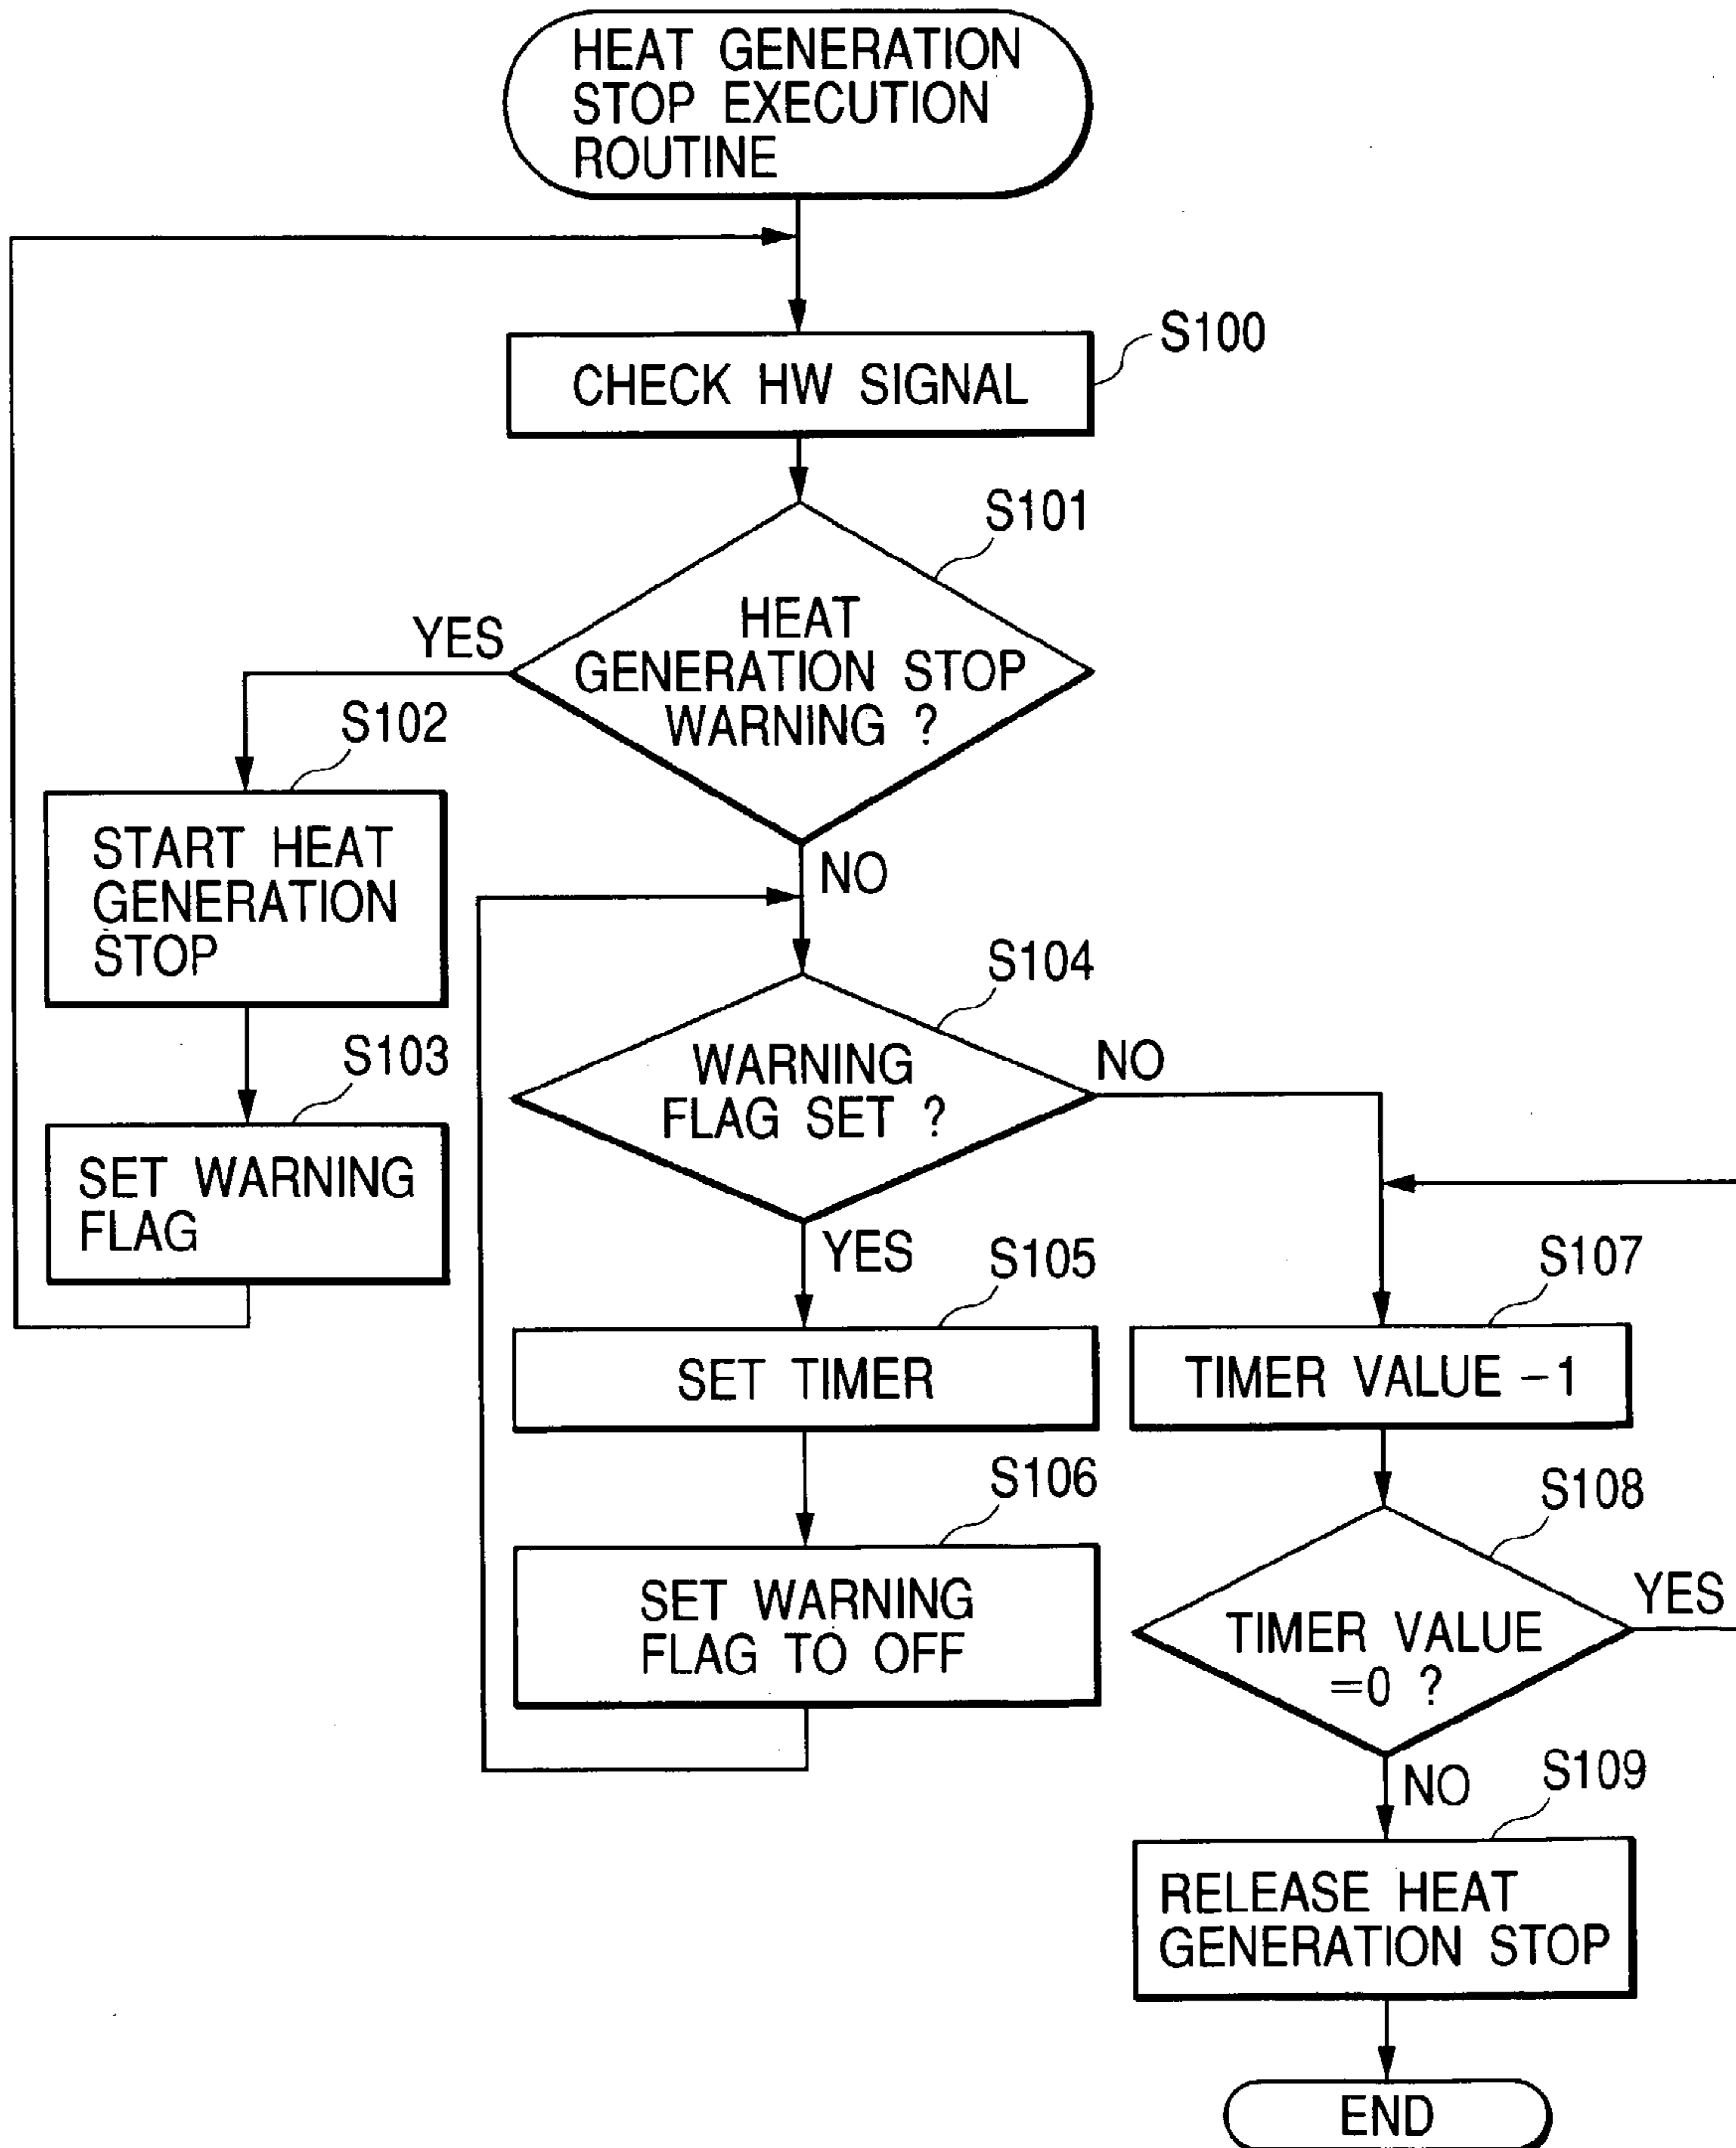 HEAT GENERATION
STOP EXECUTION
ROUTINE
S100
CHECK HW SIGNAL
S101
YES
HEAT
GENERATION STOP
WARNING ?
S102
NO
START HEAT
GENERATION
STOP
S104
S103
WARNING
FLAG SET ?
NO
SET WARNING
FLAG
YES
S105
S107
SET TIMER
TIMER VALUE –1
S106
S108
SET WARNING
FLAG TO OFF
YES
TIMER VALUE
=0 ?
NO
S109
RELEASE HEAT
GENERATION STOP
END